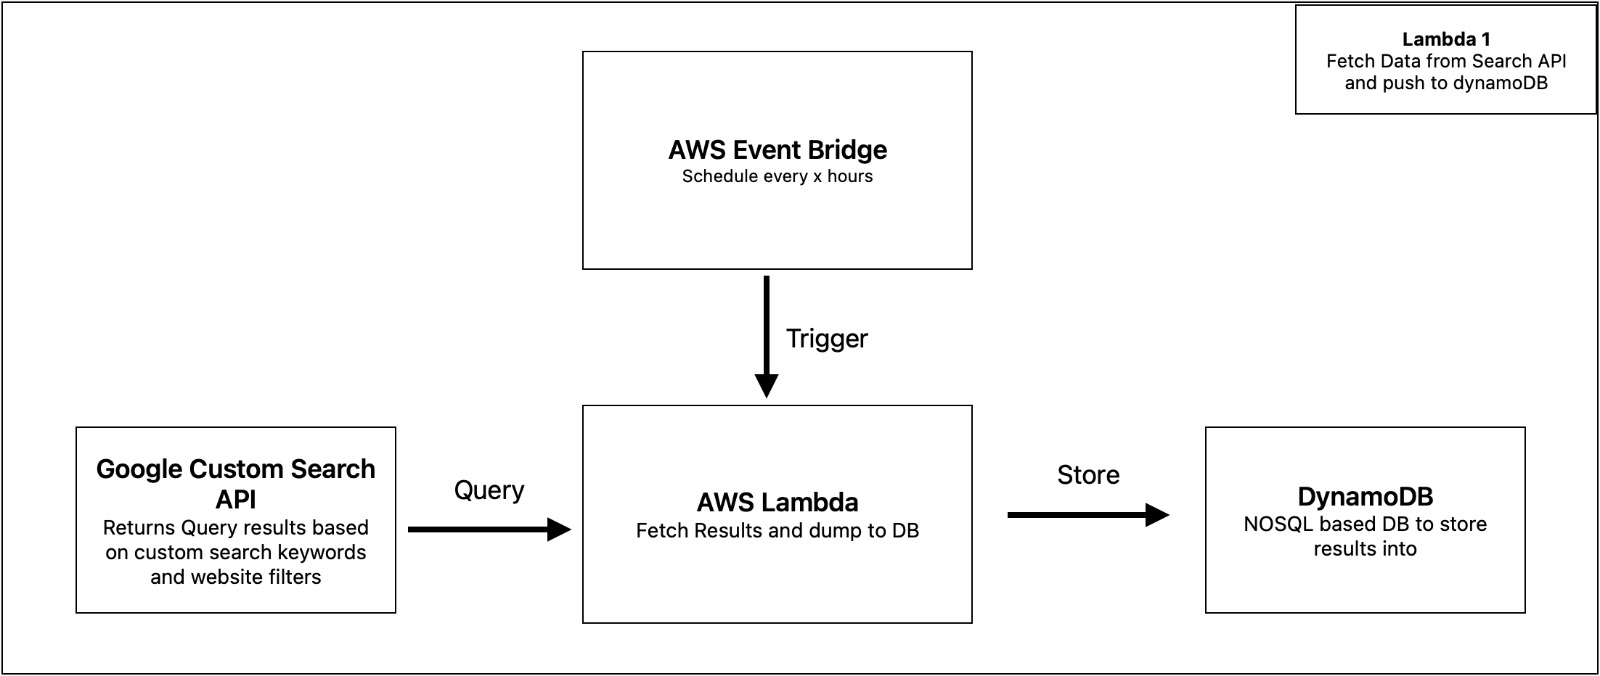 Lambda 1
Fetch Data from Search API
and push to dynamoDB
AWS Event Bridge
Schedule every x hours
Trigger
Google Custom Search
API
Returns Query results based
on custom search keywords
and website filters
Query
AWS Lambda
Fetch Results and dump to DB
Store
DynamoDB
NOSQL based DB to store
results into